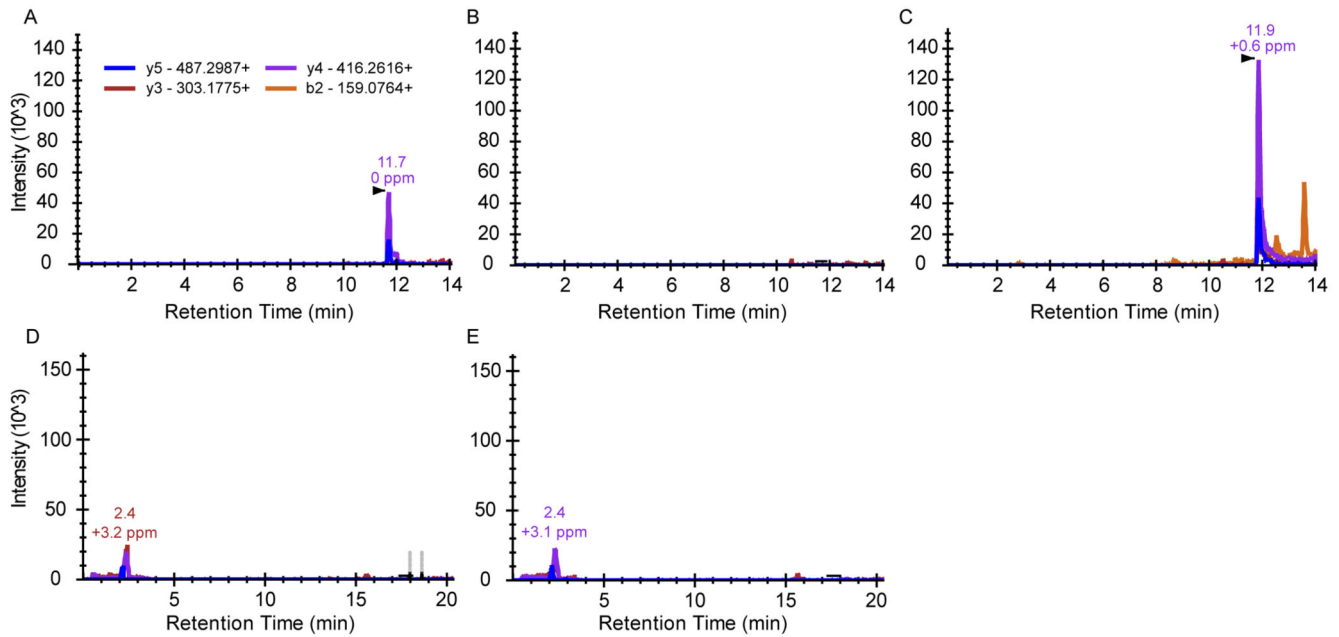 A
Intensity (10^3)
140
120
100
80
60
40
20
0
y5 - 487.2987+
y4 - 416.2616+
y3 - 303.1775+
b2 - 159.0764+
11.7
0 ppm
2 4 6 8 10 12 14
Retention Time (min)
B
140
120
100
80
60
40
20
0
2 4 6 8 10 12 14
Retention Time (min)
C
140
120
100
80
60
40
20
0
11.9
+0.6 ppm
2 4 6 8 10 12 14
Retention Time (min)
D
Intensity (10^3)
150
100
50
0
2.4
+3.2 ppm
5 10 15 20
Retention Time (min)
E
150
100
50
0
2.4
+3.1 ppm
5 10 15 20
Retention Time (min)